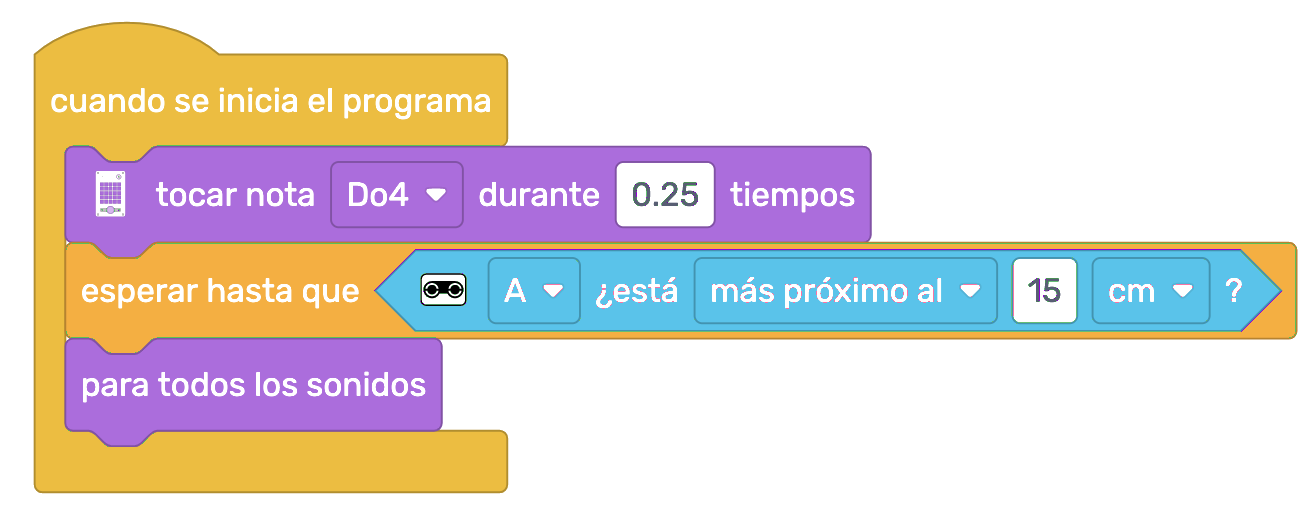 cuando se inicia el programa
tocar nota Do4 durante 0.25 tiempos
esperar hasta que A ¿está más próximo al 15 cm ?
para todos los sonidos